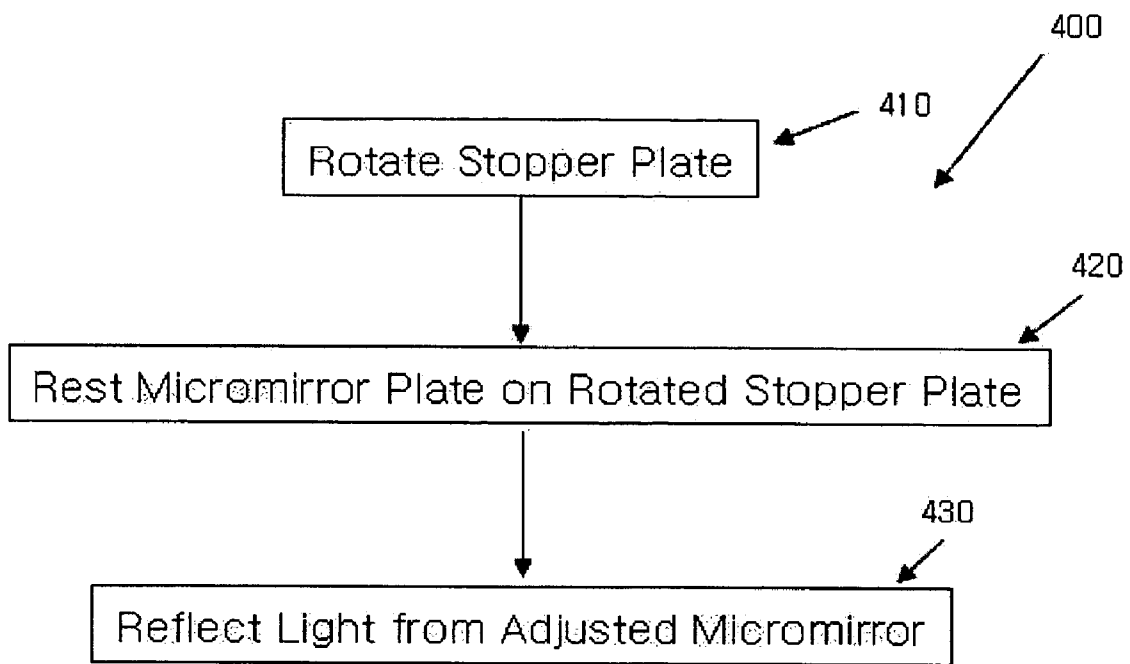 400
410
Rotate Stopper Plate
420
Rest Micromirror Plate on Rotated Stopper Plate
430
Reflect Light from Adjusted Micromirror